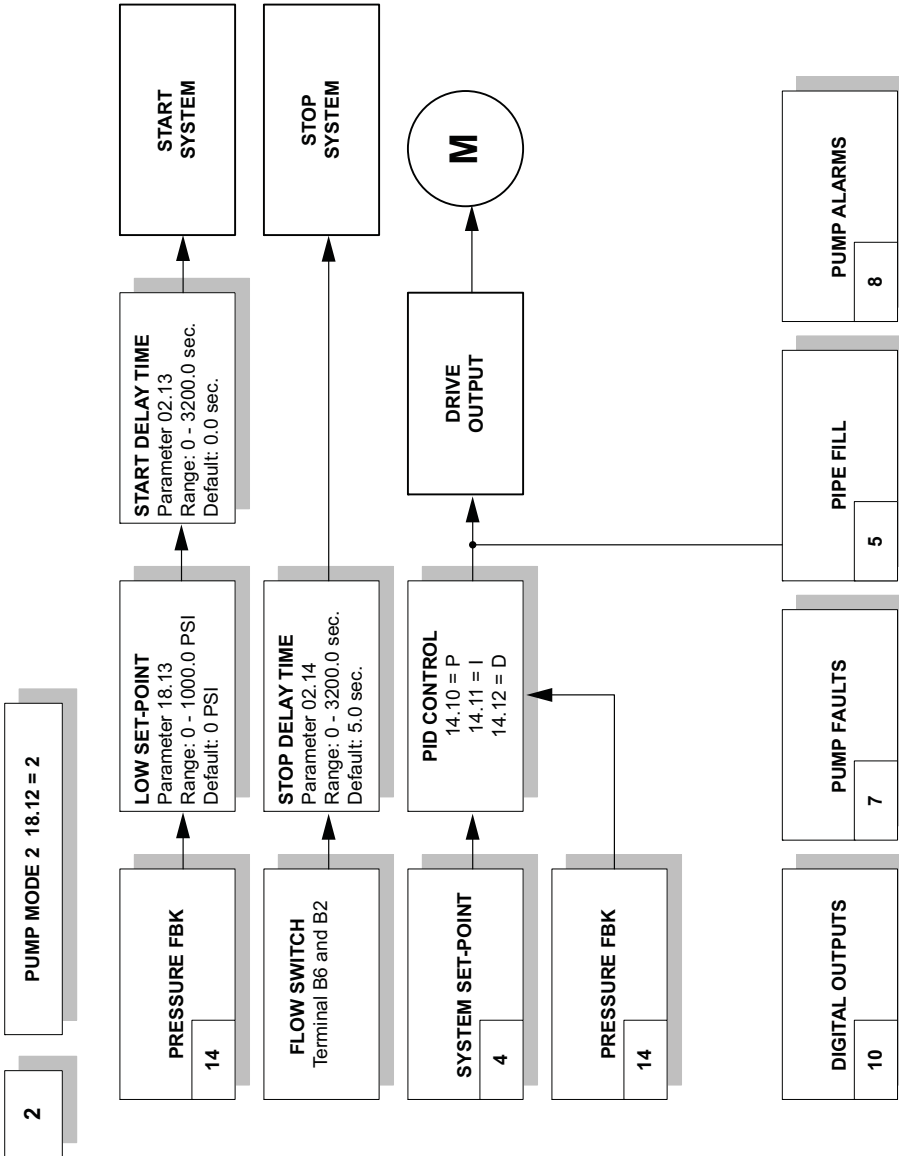 2
PUMP MODE 2 18.12 = 2
PRESSURE FBK
14
LOW SET-POINT
Parameter 18.13
Range: 0 - 1000.0 PSI
Default: 0 PSI
START DELAY TIME
Parameter 02.13
Range: 0 - 3200.0 sec.
Default: 0.0 sec.
START
SYSTEM
FLOW SWITCH
Terminal B6 and B2
STOP DELAY TIME
Parameter 02.14
Range: 0 - 3200.0 sec.
Default: 5.0 sec.
STOP
SYSTEM
SYSTEM SET-POINT
4
PID CONTROL
14.10 = P
14.11 = I
14.12 = D
DRIVE
OUTPUT
M
PRESSURE FBK
14
DIGITAL OUTPUTS
10
PUMP FAULTS
7
PIPE FILL
5
PUMP ALARMS
8